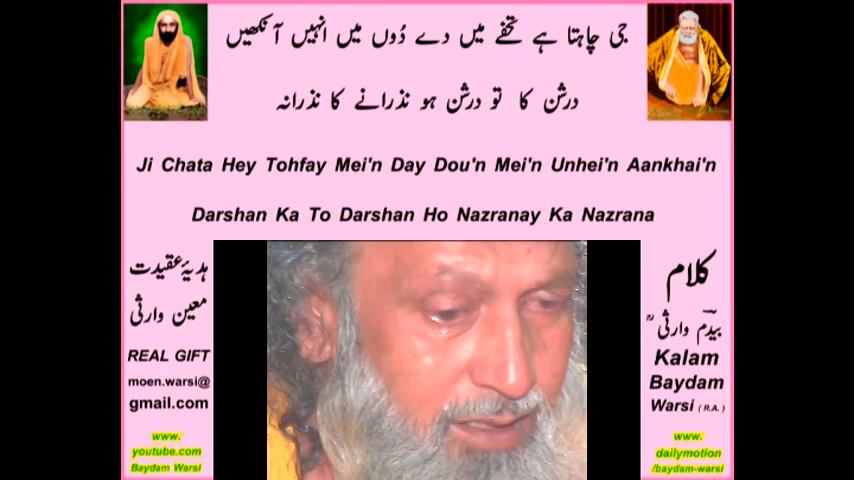 جی چاہتا ہے تحفے میں دے دُوں میں انہیں آنکھیں
درشن کا تو درشن ہو نذرانے کا نذرانہ
Ji Chata Hey Tohfay Mei'n Day Dou'n Mei'n Unhei'n Aankhai'n
Darshan Ka To Darshan Ho Nazranay Ka Nazrana
ہدیۂ عقیدت
معین وارثی
REAL GIFT
moen.warsi@
gmail.com
www.
youtube.com
Baydam Warsi
کلام
بیدم وارثی ؒ
Kalam
Baydam
Warsi ( R.A. )
www.
dailymotion
/baydam-warsi